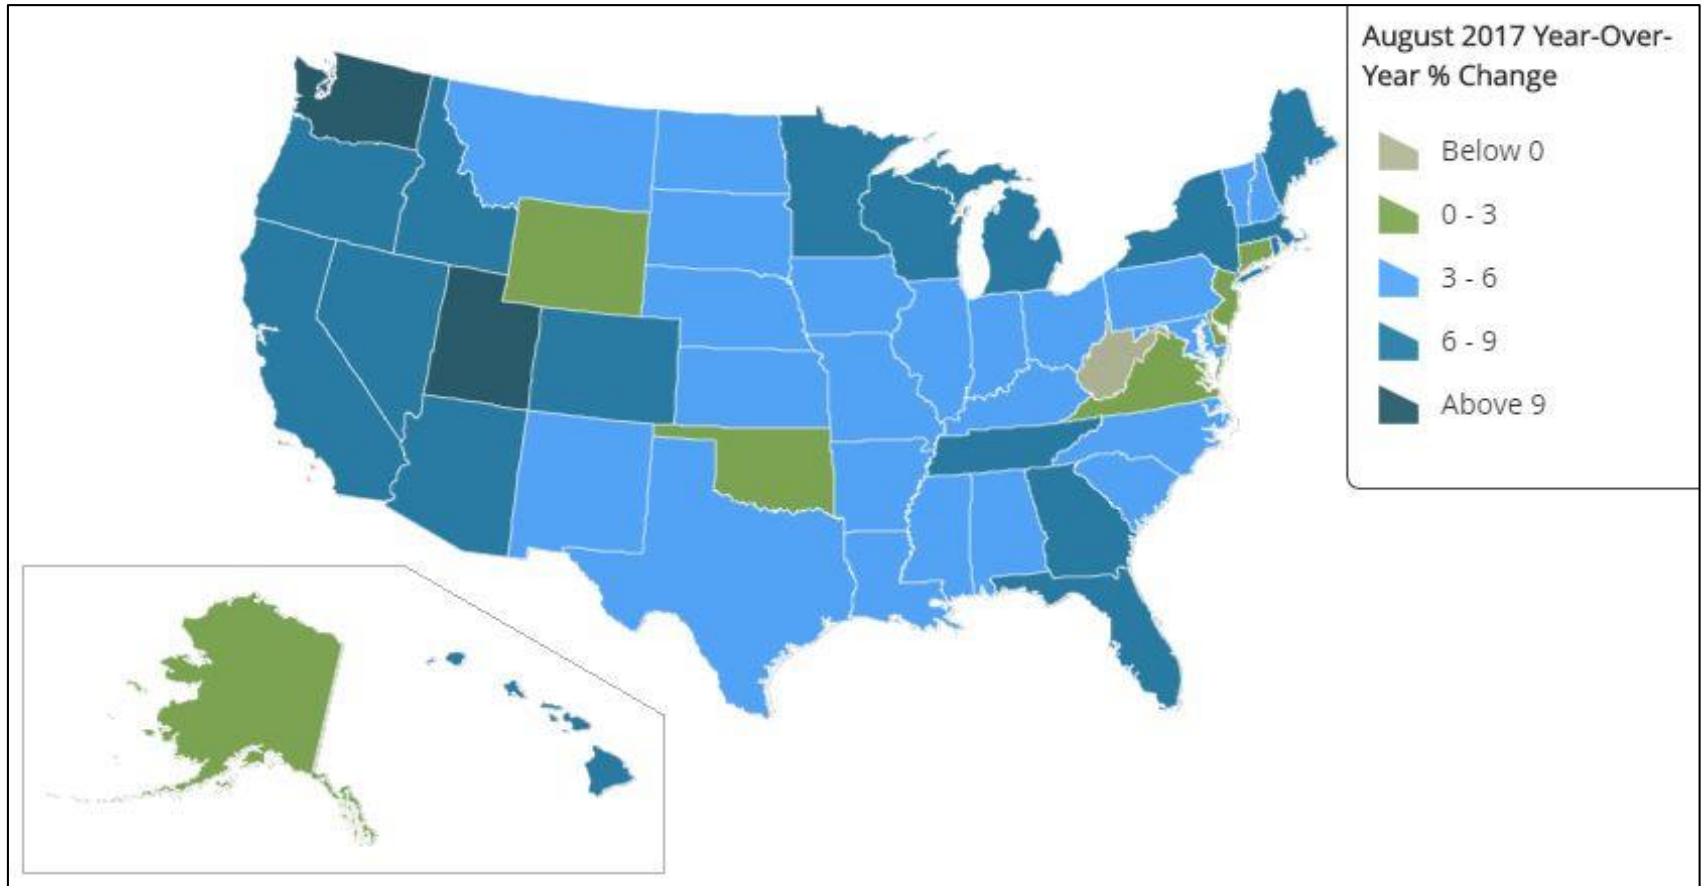 August 2017 Year-Over-
Year % Change
Below 0
0 - 3
3 - 6
6 - 9
Above 9